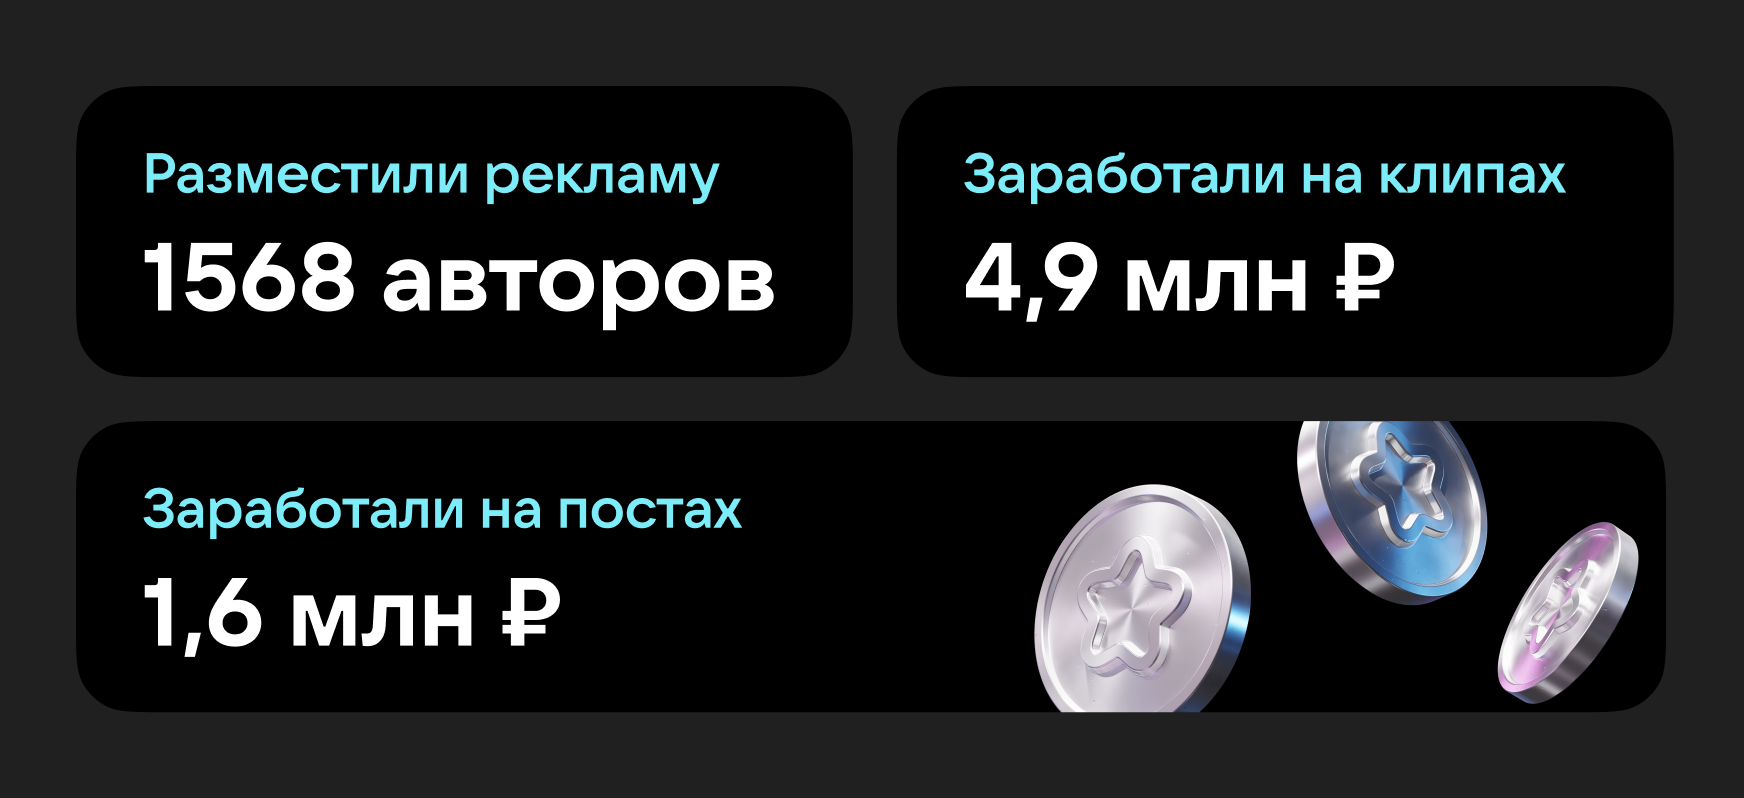 Разместили рекламу
1568 авторов
Заработали на клипах
4,9 млн ₽
Заработали на постах
1,6 млн ₽